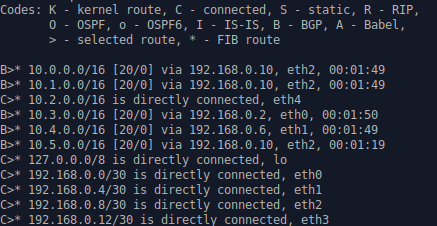 Codes: K - kernel route, C - connected, S - static, R - RIP,
O - OSPF, o - OSPF6, I - IS-IS, B - BGP, A - Babel,
> - selected route, * - FIB route
B>* 10.0.0.0/16 [20/0] via 192.168.0.10, eth2, 00:01:49
B>* 10.1.0.0/16 [20/0] via 192.168.0.10, eth2, 00:01:49
C>* 10.2.0.0/16 is directly connected, eth4
B>* 10.3.0.0/16 [20/0] via 192.168.0.2, eth0, 00:01:50
B>* 10.4.0.0/16 [20/0] via 192.168.0.6, eth1, 00:01:49
B>* 10.5.0.0/16 [20/0] via 192.168.0.10, eth2, 00:01:19
C>* 127.0.0.0/8 is directly connected, lo
C>* 192.168.0.0/30 is directly connected, eth0
C>* 192.168.0.4/30 is directly connected, eth1
C>* 192.168.0.8/30 is directly connected, eth2
C>* 192.168.0.12/30 is directly connected, eth3